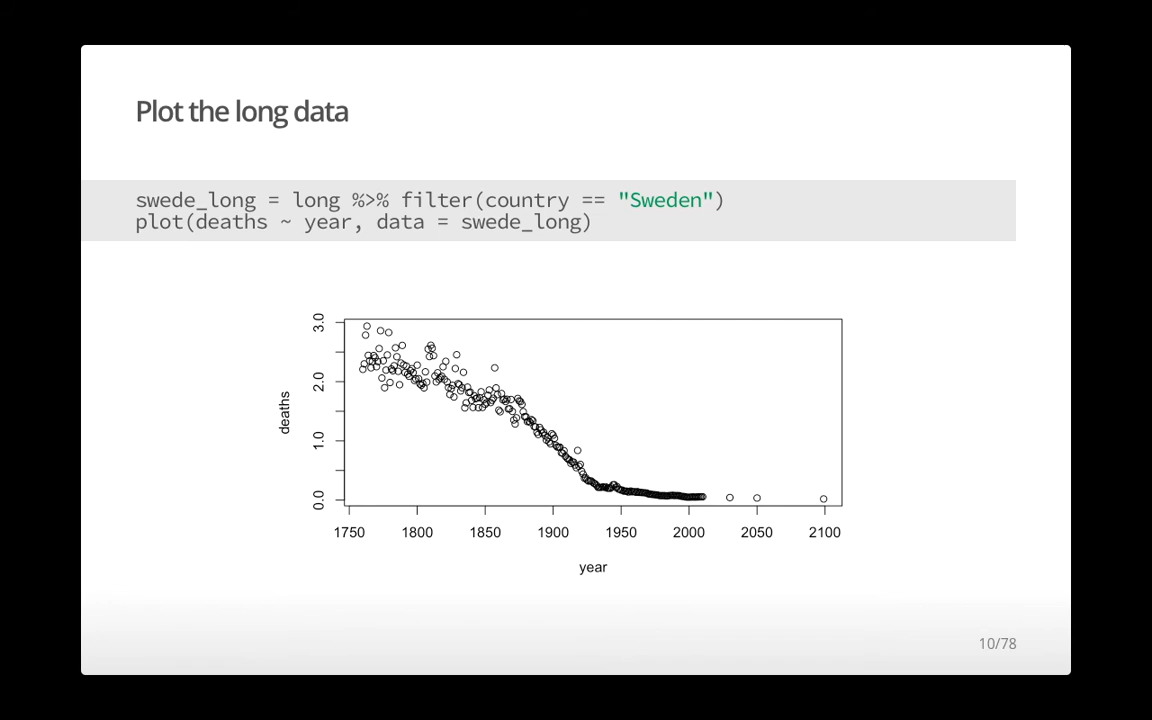 Plot the long data
swede_long = long %>% filter(country == "Sweden")
plot(deaths ~ year, data = swede_long)
3.0
2.0
1.0
0.0
deaths
1750 1800 1850 1900 1950 2000 2050 2100
year
10/78